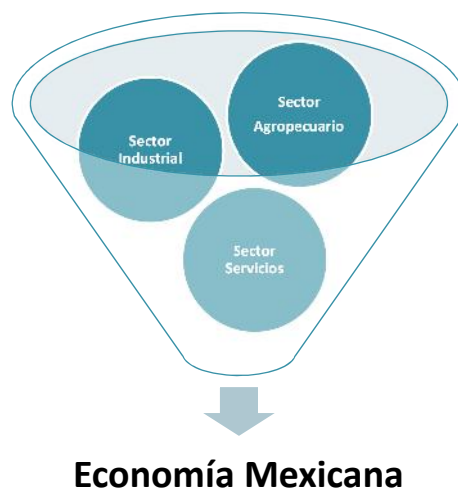 Sector
Agropecuario
Sector
Industrial
Sector
Servicios
Economía Mexicana